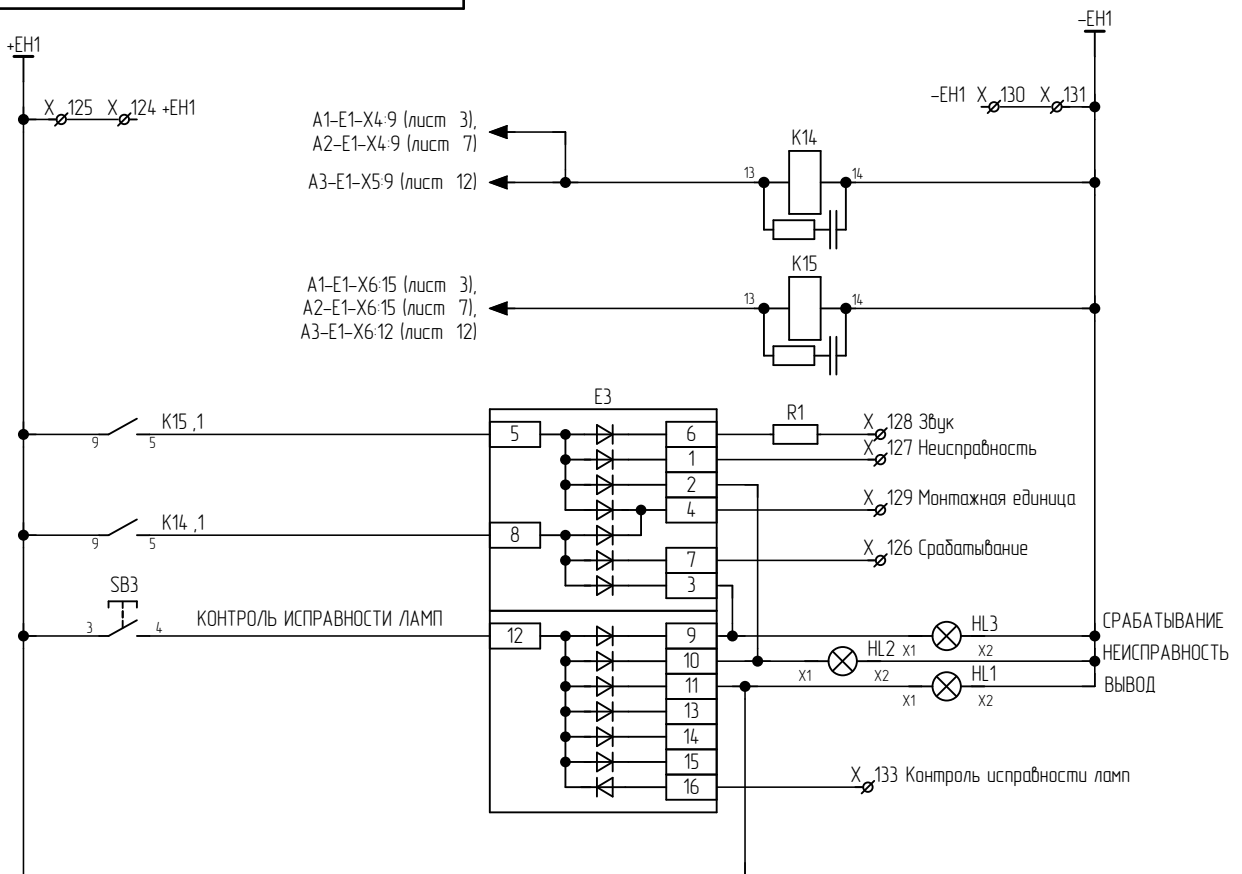 +EH1
-EH1
X 125 X 124 +EH1
-EH1 X 130 X 131
A1-E1-X4:9 (лист 3),
A2-E1-X4:9 (лист 7)
A3-E1-X5:9 (лист 12)
K14
13
14
A1-E1-X6:15 (лист 3),
A2-E1-X6:15 (лист 7),
A3-E1-X6:12 (лист 12)
K15
13
14
E3
K15 ,1
9
5
5
6
R1
X 128 Звук
1
X 127 Неисправность
2
4
X 129 Монтажная единица
K14 ,1
9
5
8
7
X 126 Срабатывание
3
SB3
3
4
КОНТРОЛЬ ИСПРАВНОСТИ ЛАМП
12
9
HL3
X1
X2
СРАБАТЫВАНИЕ
10
HL2
X1
X2
НЕИСПРАВНОСТЬ
11
HL1
X1
X2
ВЫВОД
13
14
15
16
X 133 Контроль исправности ламп